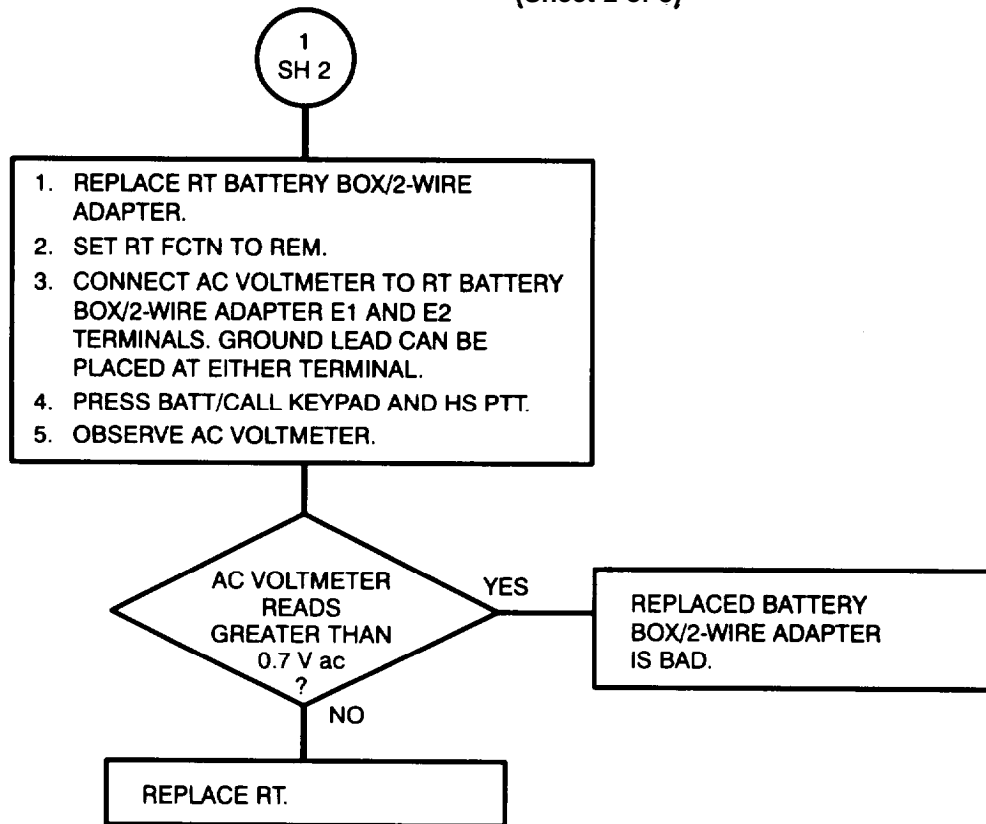 1
SH 2
1. REPLACE RT BATTERY BOX/2-WIRE
ADAPTER.
2. SET RT FCTN TO REM.
3. CONNECT AC VOLTMETER TO RT BATTERY
BOX/2-WIRE ADAPTER E1 AND E2
TERMINALS. GROUND LEAD CAN BE
PLACED AT EITHER TERMINAL.
4. PRESS BATT/CALL KEYPAD AND HS PTT.
5. OBSERVE AC VOLTMETER.
AC VOLTMETER
READS
GREATER THAN
0.7 V ac
?
YES
REPLACED BATTERY
BOX/2-WIRE ADAPTER
IS BAD.
NO
REPLACE RT.